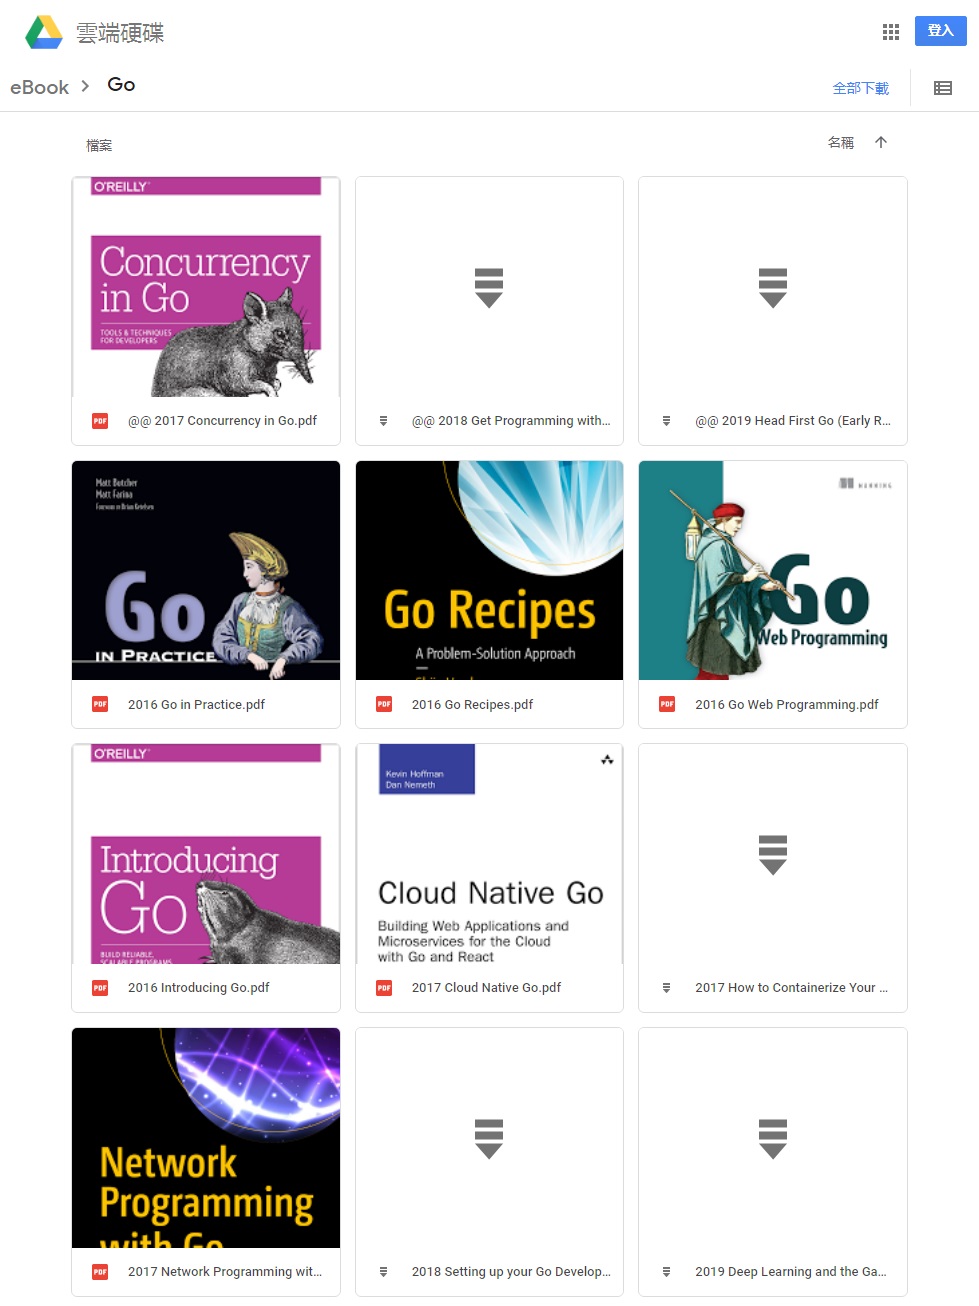 雲端硬碟
登入
eBook > Go
全部下載
檔案
名稱
O'REILLY
Concurrency
in Go
TOOLS & TECHNIQUES
FOR DEVELOPERS
PDF @@ 2017 Concurrency in Go.pdf
@@ 2018 Get Programming with...
@@ 2019 Head First Go (Early R...
Matt Butcher
Matt Farina
Foreword by Brian Ketelsen
Go
IN PRACTICE
PDF 2016 Go in Practice.pdf
Go Recipes
A Problem-Solution Approach
PDF 2016 Go Recipes.pdf
MANNING
Go
Web Programming
PDF 2016 Go Web Programming.pdf
O'REILLY
Introducing
Go
BUILD RELIABLE,
SCALABLE PROGRAMS
PDF 2016 Introducing Go.pdf
Kevin Hoffman
Dan Nemeth
Cloud Native Go
Building Web Applications and
Microservices for the Cloud
with Go and React
PDF 2017 Cloud Native Go.pdf
2017 How to Containerize Your ...
Network
Programming
with Go
PDF 2017 Network Programming wit...
2018 Setting up your Go Develop...
2019 Deep Learning and the Ga...